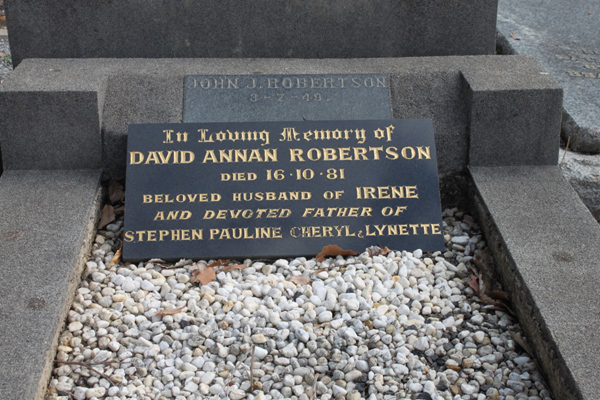 JOHN J. ROBERTSON
3-7-49.
In Loving Memory of
DAVID ANNAN ROBERTSON
DIED 16·10·81
BELOVED HUSBAND OF IRENE
AND DEVOTED FATHER OF
STEPHEN PAULINE CHERYL & LYNETTE